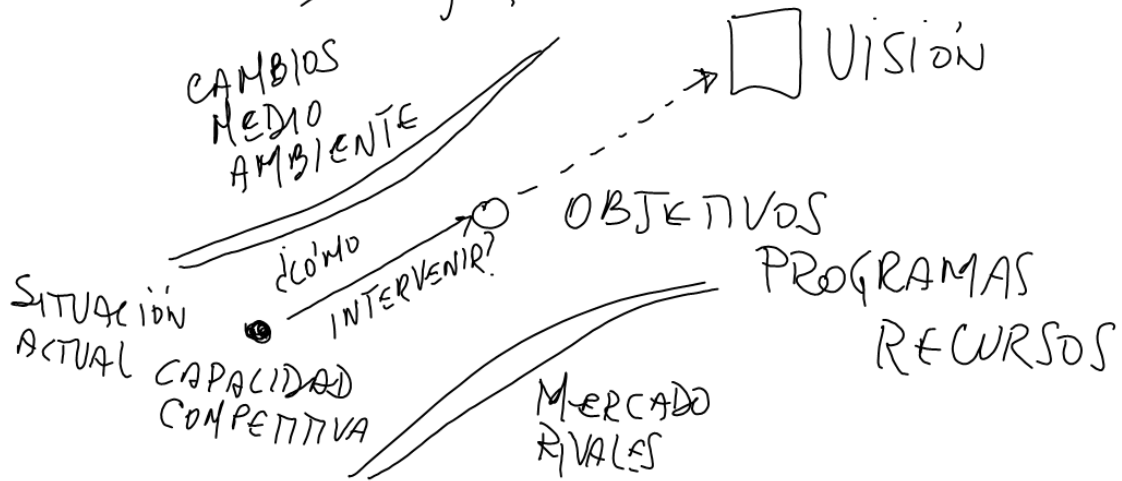 CAMBIOS
MEDIO
AMBIENTE
VISIÓN
¿CÓMO
INTERVENIR?
OBJETIVOS
PROGRAMAS
RECURSOS
SITUACIÓN
ACTUAL
CAPACIDAD
COMPETITIVA
MERCADO
RIVALES